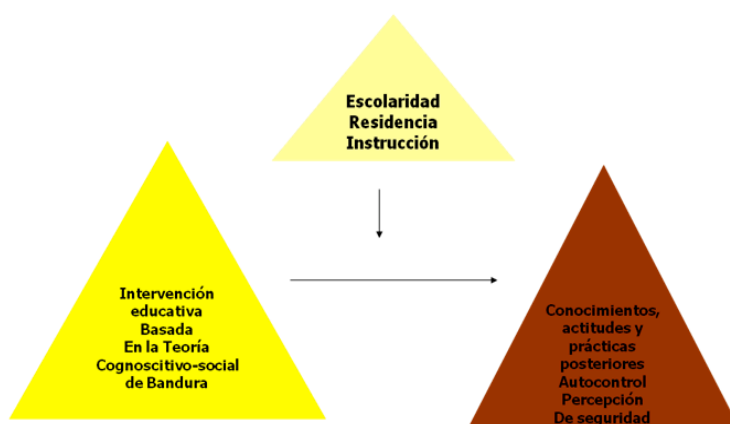 Escolaridad
Residencia
Instrucción
Intervención
educativa
Basada
En la Teoría
Cognoscitivo-social
de Bandura
Conocimientos,
actitudes y
prácticas
posteriores
Autocontrol
Percepción
De seguridad